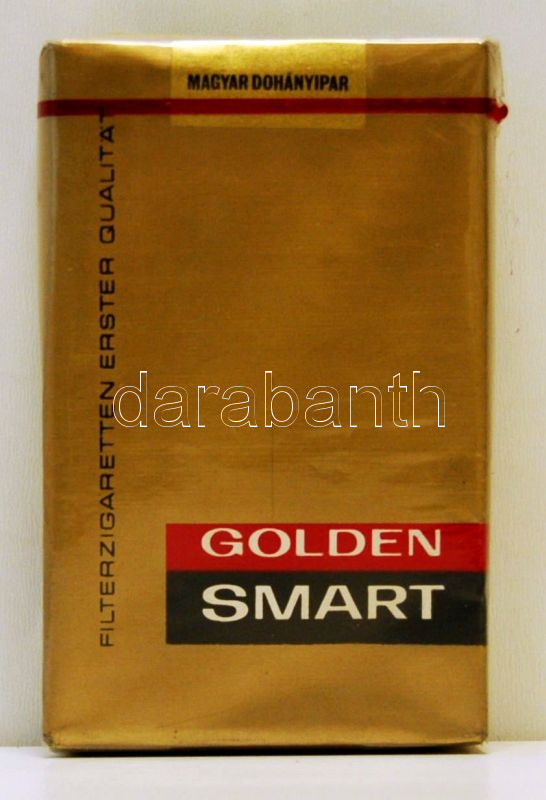 MAGYAR DOHÁNYIPAR
FILTERZIGARETTEN ERSTER QUALITÄT
darabanth
GOLDEN
SMART